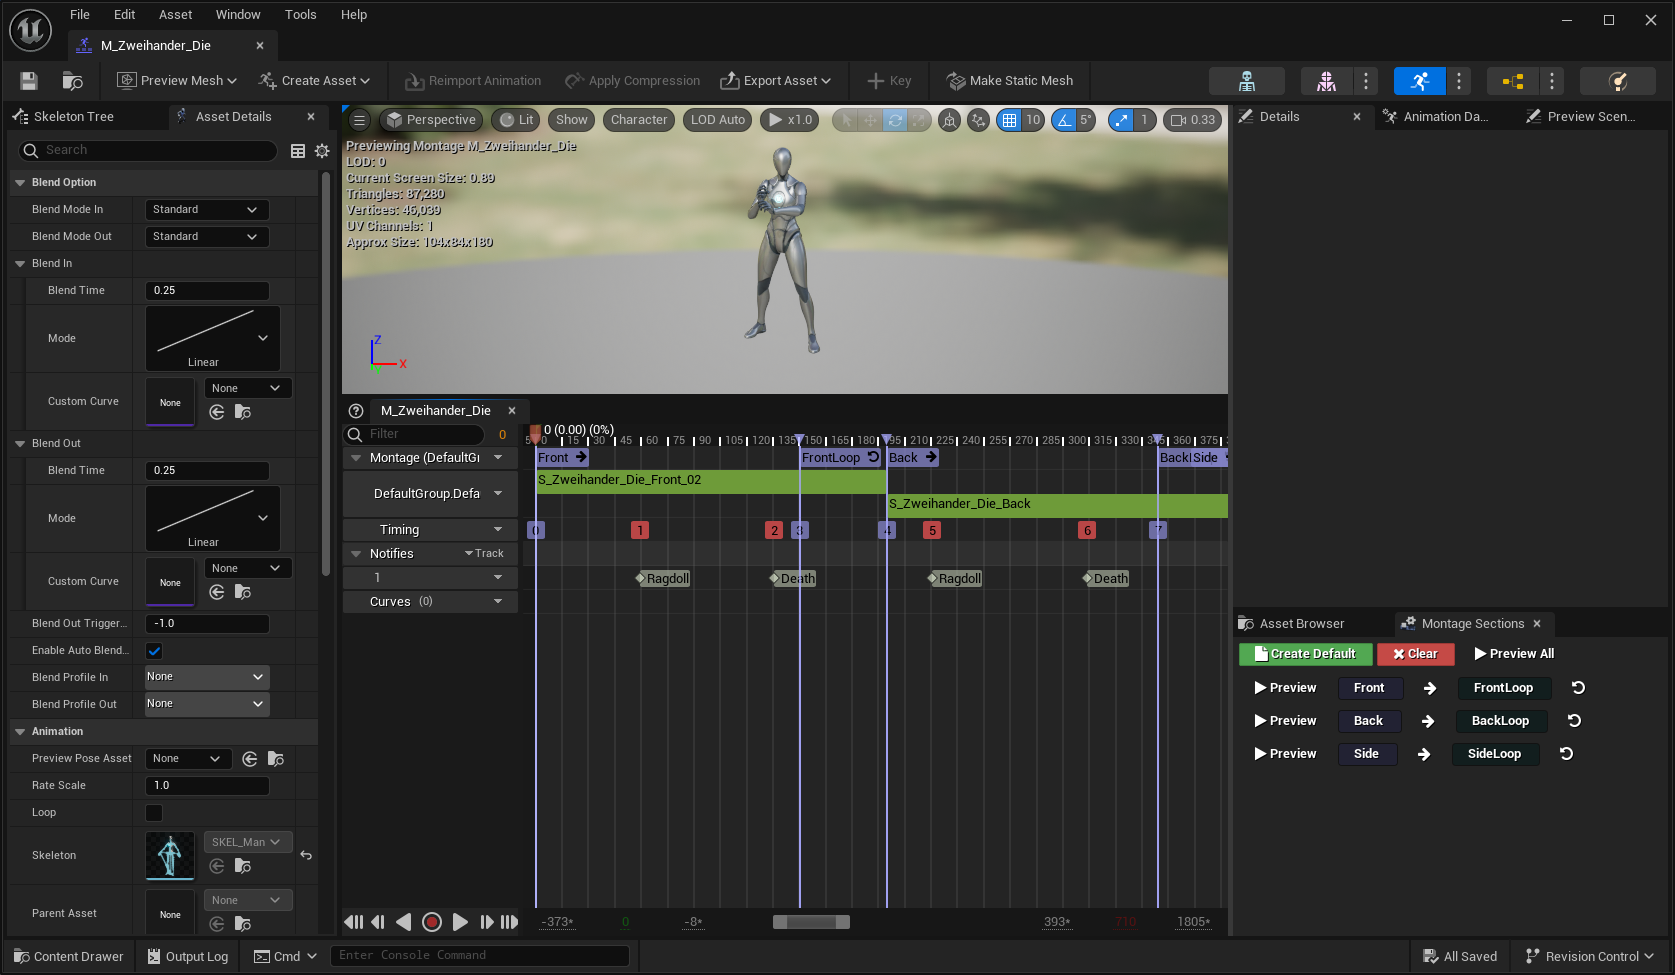 File Edit Asset Window Tools Help
M_Zweihander_Die
Preview Mesh Create Asset Reimport Animation Apply Compression Export Asset Key Make Static Mesh
Skeleton Tree Asset Details
Search
Blend Option
Blend Mode In Standard
Blend Mode Out Standard
Blend In
Blend Time 0.25
Mode Linear
Custom Curve None None
Blend Out
Blend Time 0.25
Mode Linear
Custom Curve None None
Blend Out Trigger... -1.0
Enable Auto Blend...
Blend Profile In None
Blend Profile Out None
Animation
Preview Pose Asset None
Rate Scale 1.0
Loop
Skeleton SKEL_Man
Parent Asset None None
Perspective Lit Show Character LOD Auto x1.0 10 5° 1 0.33
Previewing Montage M_Zweihander_Die
LOD: 0
Current Screen Size: 0.89
Triangles: 87,280
Vertices: 46,039
UV Channels: 1
Approx Size: 104x84x180
Z
X
M_Zweihander_Die
Filter 0
0 (0.00) (0%)
15 30 45 60 75 90 105 120 135 150 180 195 210 225 240 255 270 285 300 315 330 345 360 375
Montage (DefaultGr Front FrontLoop Back Back Side
DefaultGroup.Defa
S_Zweihander_Die_Front_02
S_Zweihander_Die_Back
Timing 0 1 2 3 4 5 6 7
Notifies Track
1 Ragdoll Death Ragdoll Death
Curves (0)
-373* 0 -8* 393* 710 1805*
Details Animation Da... Preview Scen...
Asset Browser Montage Sections
Create Default Clear Preview All
Preview Front FrontLoop
Preview Back BackLoop
Preview Side SideLoop
Content Drawer Output Log Cmd Enter Console Command All Saved Revision Control